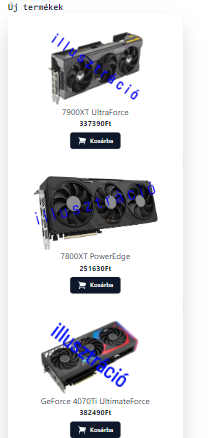 Új termékek
illusztráció
7900XT UltraForce
337390Ft
Kosárba
illusztráció
7800XT PowerEdge
251630Ft
Kosárba
illusztráció
GeForce 4070Ti UltimateForce
382490Ft
Kosárba